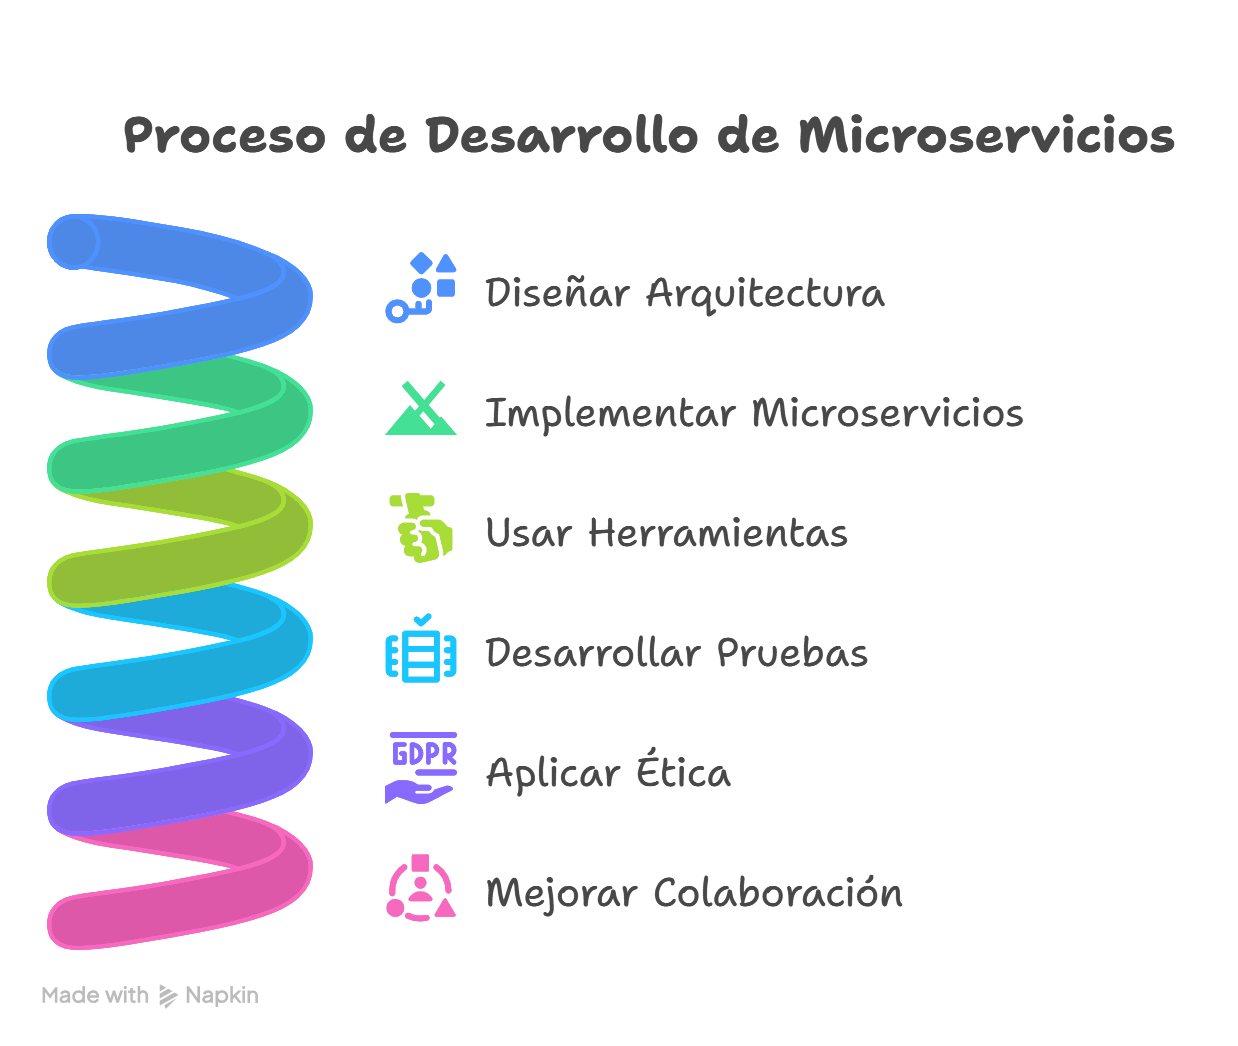 Proceso de Desarrollo de Microservicios
Diseñar Arquitectura
Implementar Microservicios
Usar Herramientas
Desarrollar Pruebas
GDPR
Aplicar Ética
Mejorar Colaboración
Made with Napkin